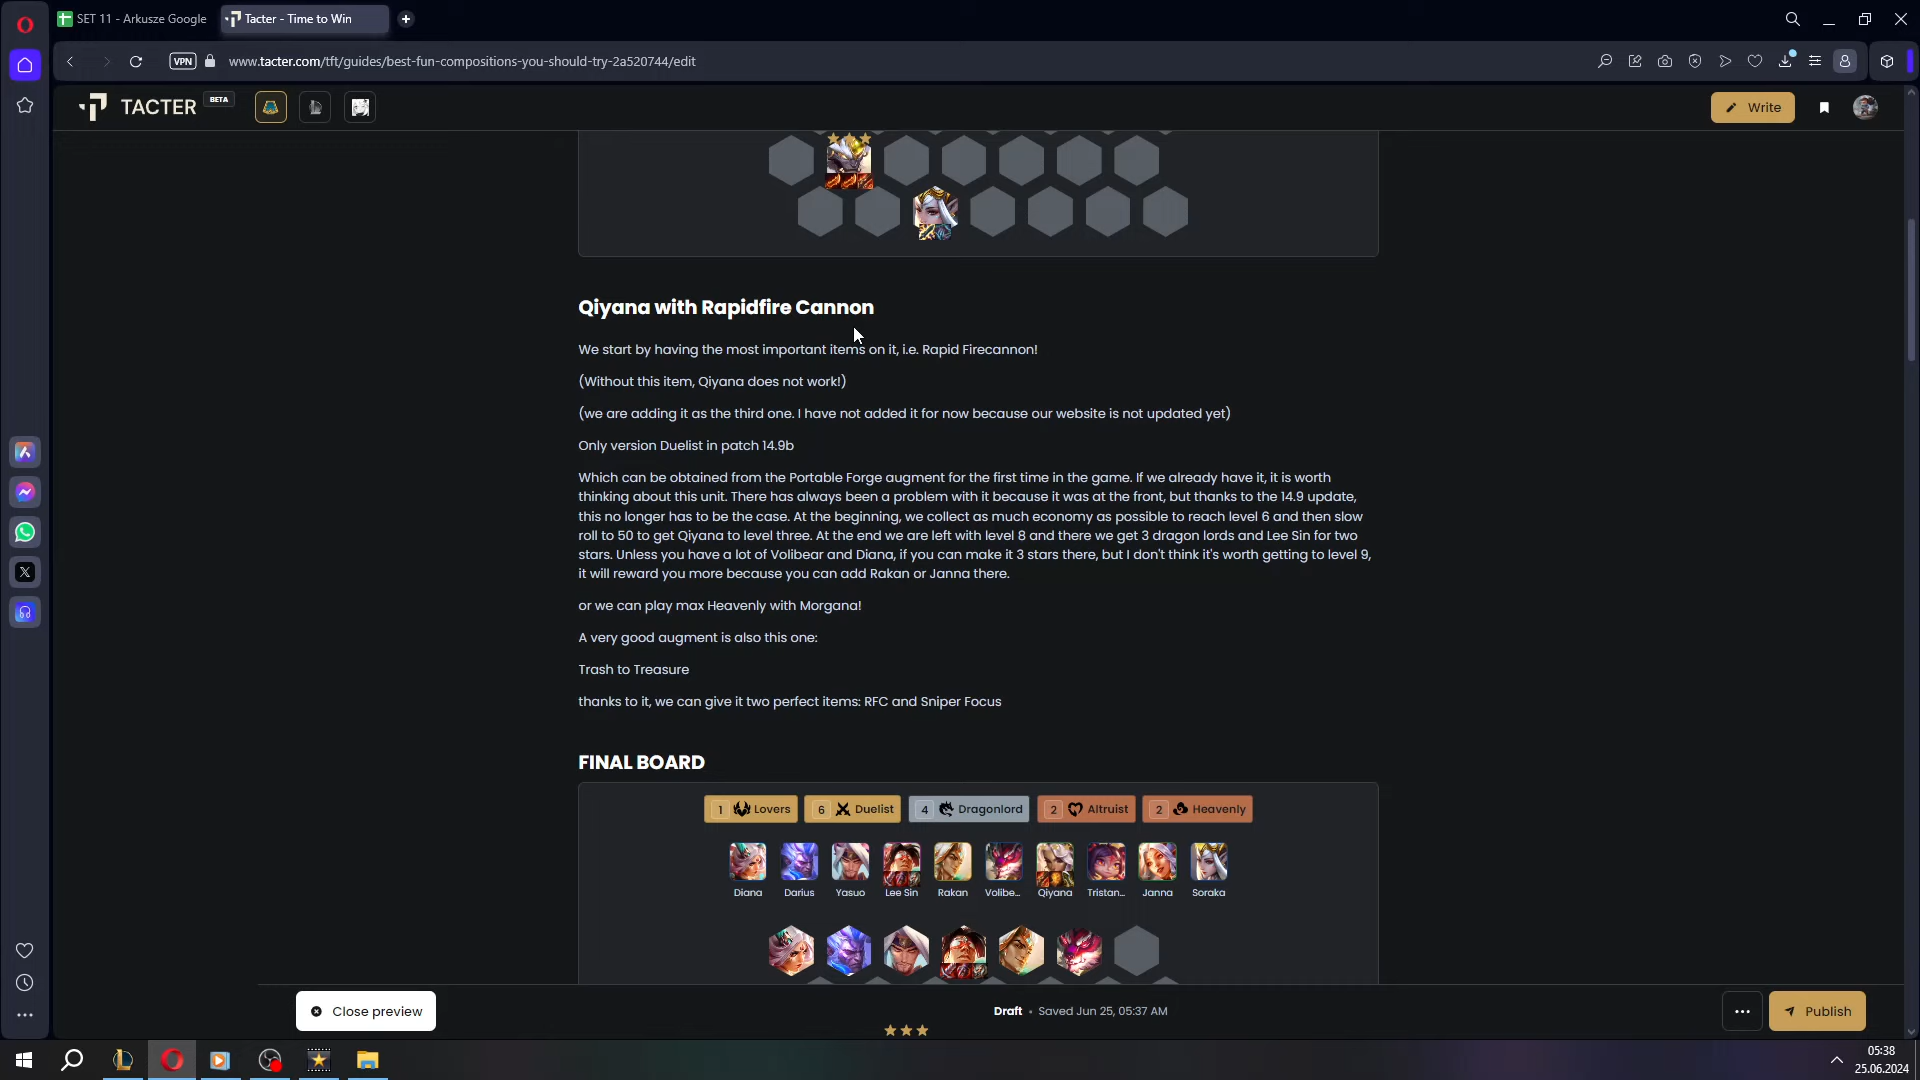 SET 11 - Arkusze Google
Tacter - Time to Win
VPN
www.tacter.com/tft/guides/best-fun-compositions-you-should-try-2a520744/edit
TACTER BETA
Write
Qiyana with Rapidfire Cannon
We start by having the most important items on it, i.e. Rapid Firecannon!
(Without this item, Qiyana does not work!)
(we are adding it as the third one. I have not added it for now because our website is not updated yet)
Only version Duelist in patch 14.9b
Which can be obtained from the Portable Forge augment for the first time in the game. If we already have it, it is worth
thinking about this unit. There has always been a problem with it because it was at the front, but thanks to the 14.9 update,
this no longer has to be the case. At the beginning, we collect as much economy as possible to reach level 6 and then slow
roll to 50 to get Qiyana to level three. At the end we are left with level 8 and there we get 3 dragon lords and Lee Sin for two
stars. Unless you have a lot of Volibear and Diana, if you can make it 3 stars there, but I don't think it's worth getting to level 9,
it will reward you more because you can add Rakan or Janna there.
or we can play max Heavenly with Morgana!
A very good augment is also this one:
Trash to Treasure
thanks to it, we can give it two perfect items: RFC and Sniper Focus
FINAL BOARD
1 Lovers 6 Duelist 4 Dragonlord 2 Altruist 2 Heavenly
Diana Darius Yasuo Lee Sin Rakan Volibe... Qiyana Tristan... Janna Soraka
Close preview
Draft • Saved Jun 25, 05:37 AM
Publish
05:38
25.06.2024